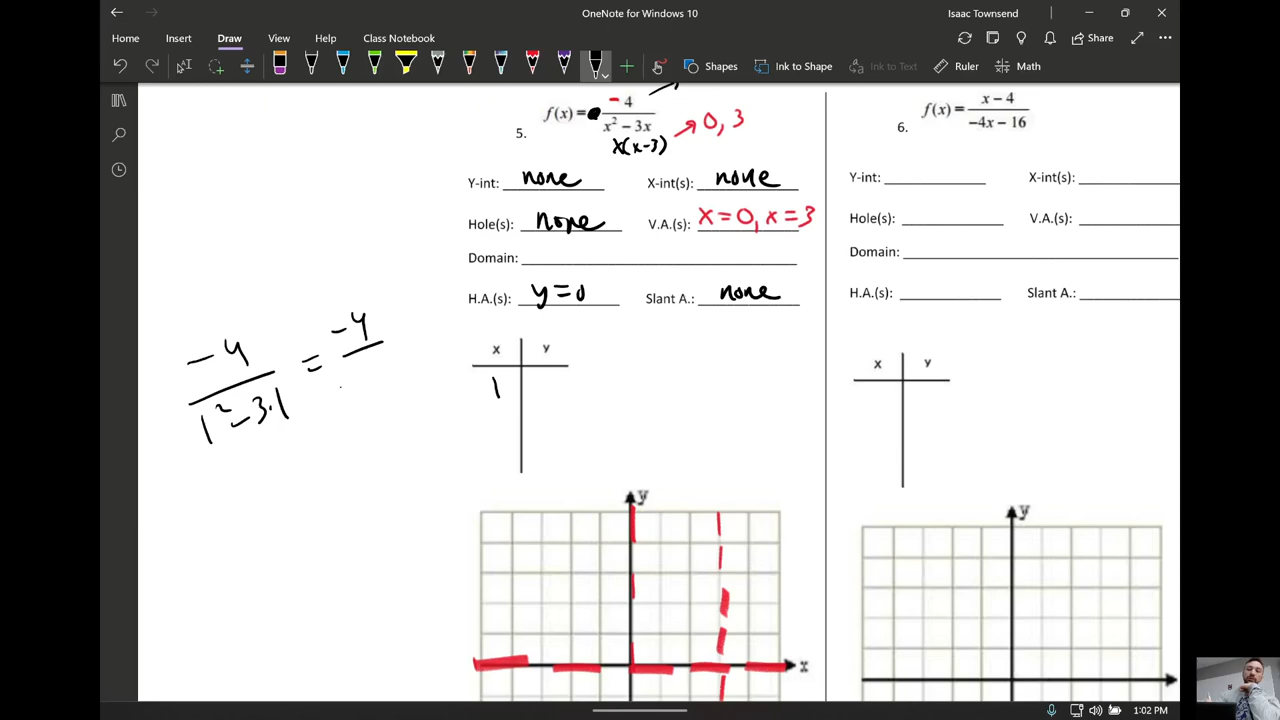 OneNote for Windows 10
Isaac Townsend
Home Insert Draw View Help Class Notebook
Share
Shapes Ink to Shape Ink to Text Ruler Math
5. f(x)= -4 / x² − 3x → 0, 3
x(x-3)
Y-int: none X-int(s): none
Hole(s): none V.A.(s): x=0, x=3
Domain:
H.A.(s): y=0 Slant A.: none
x y
1
-4 / 1² - 3·1 = -4
y
x
6. f(x)= x − 4 / −4x − 16
Y-int: X-int(s):
Hole(s): V.A.(s):
Domain:
H.A.(s): Slant A.:
x y
y
1:02 PM